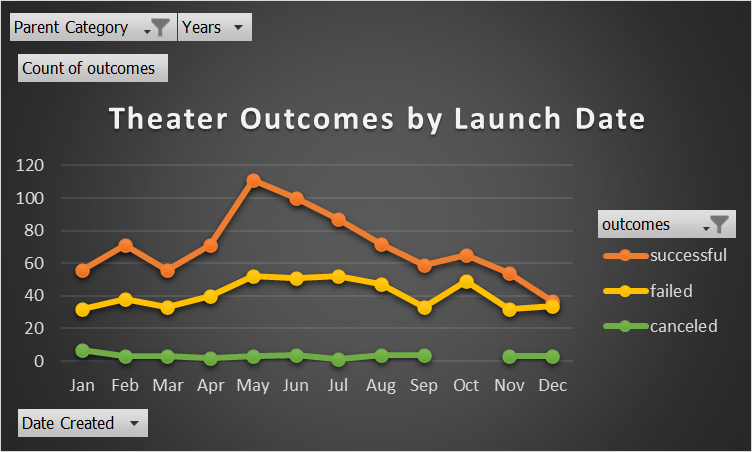 Parent Category Years
Count of outcomes
Theater Outcomes by Launch Date
120
100
80
60
40
20
0
Jan Feb Mar Apr May Jun Jul Aug Sep Oct Nov Dec
outcomes
successful
failed
canceled
Date Created